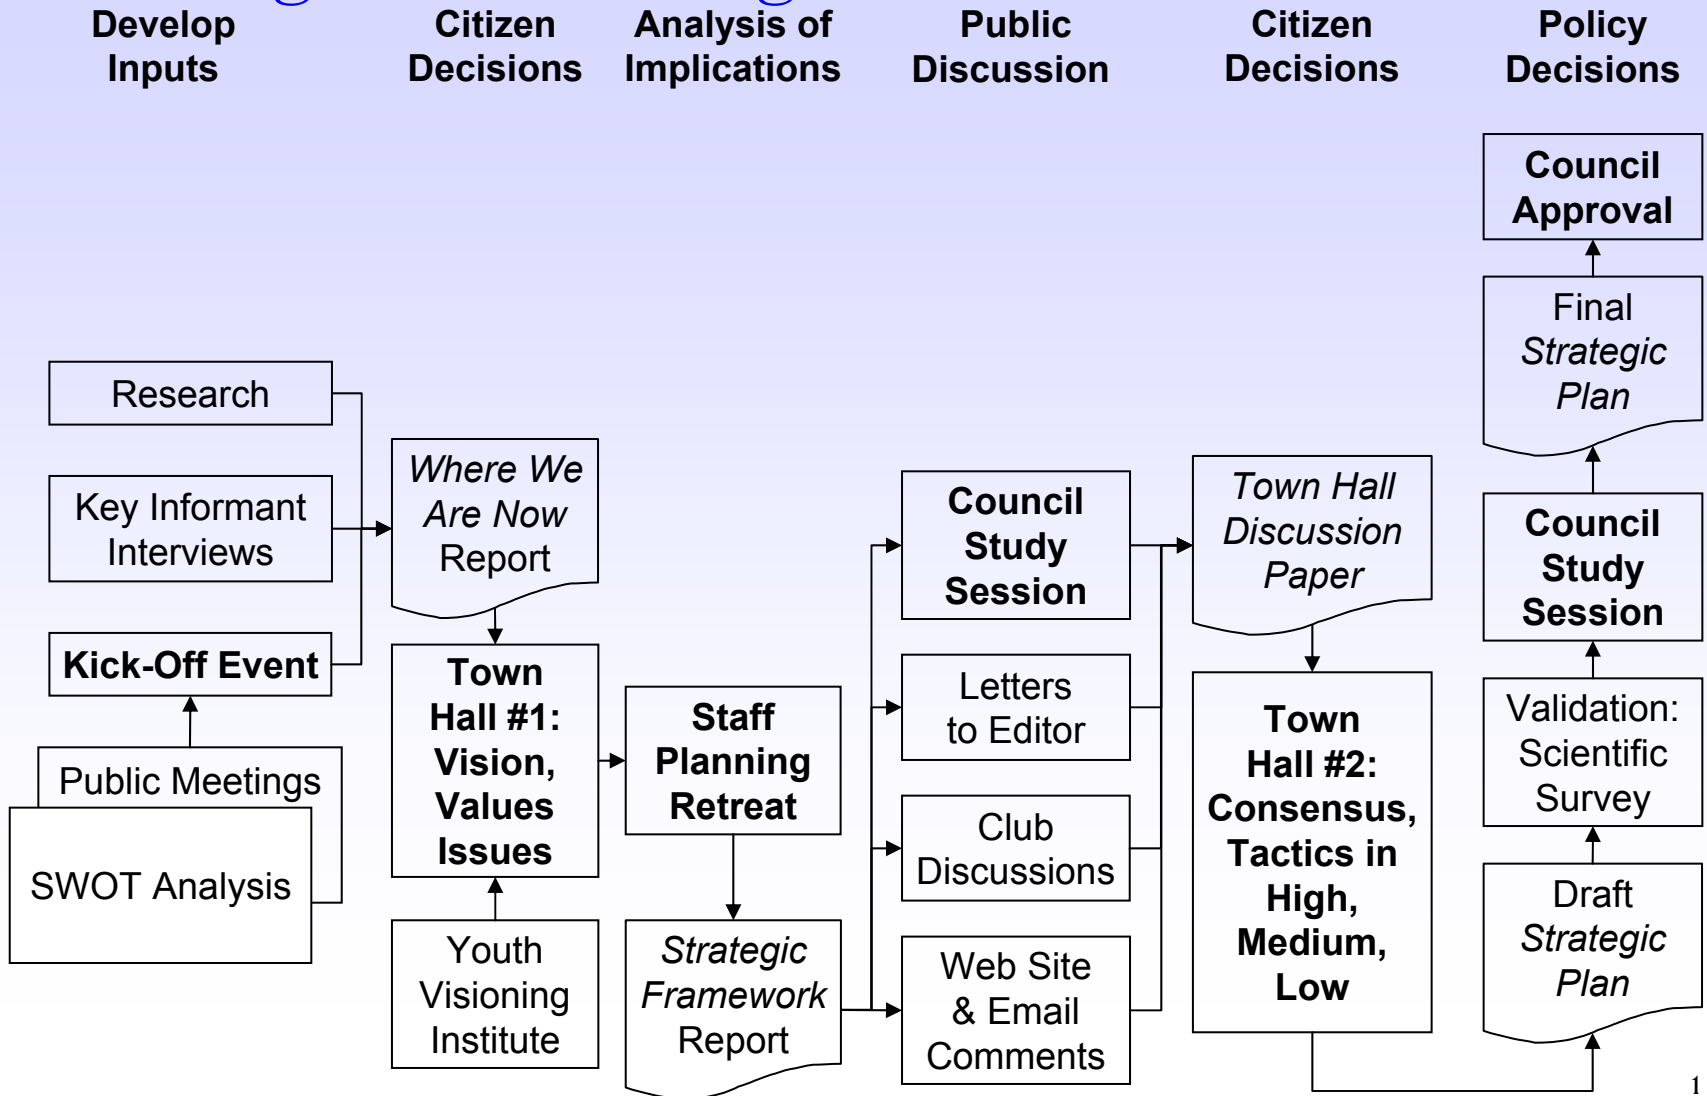 Develop
Inputs
Citizen
Decisions
Analysis of
Implications
Public
Discussion
Citizen
Decisions
Policy
Decisions
Research
Key Informant
Interviews
Kick-Off Event
Public Meetings
SWOT Analysis
Where We
Are Now
Report
Town
Hall #1:
Vision,
Values
Issues
Youth
Visioning
Institute
Staff
Planning
Retreat
Strategic
Framework
Report
Council
Study
Session
Letters
to Editor
Club
Discussions
Web Site
& Email
Comments
Town Hall
Discussion
Paper
Town
Hall #2:
Consensus,
Tactics in
High,
Medium,
Low
Council
Approval
Final
Strategic
Plan
Council
Study
Session
Validation:
Scientific
Survey
Draft
Strategic
Plan
1